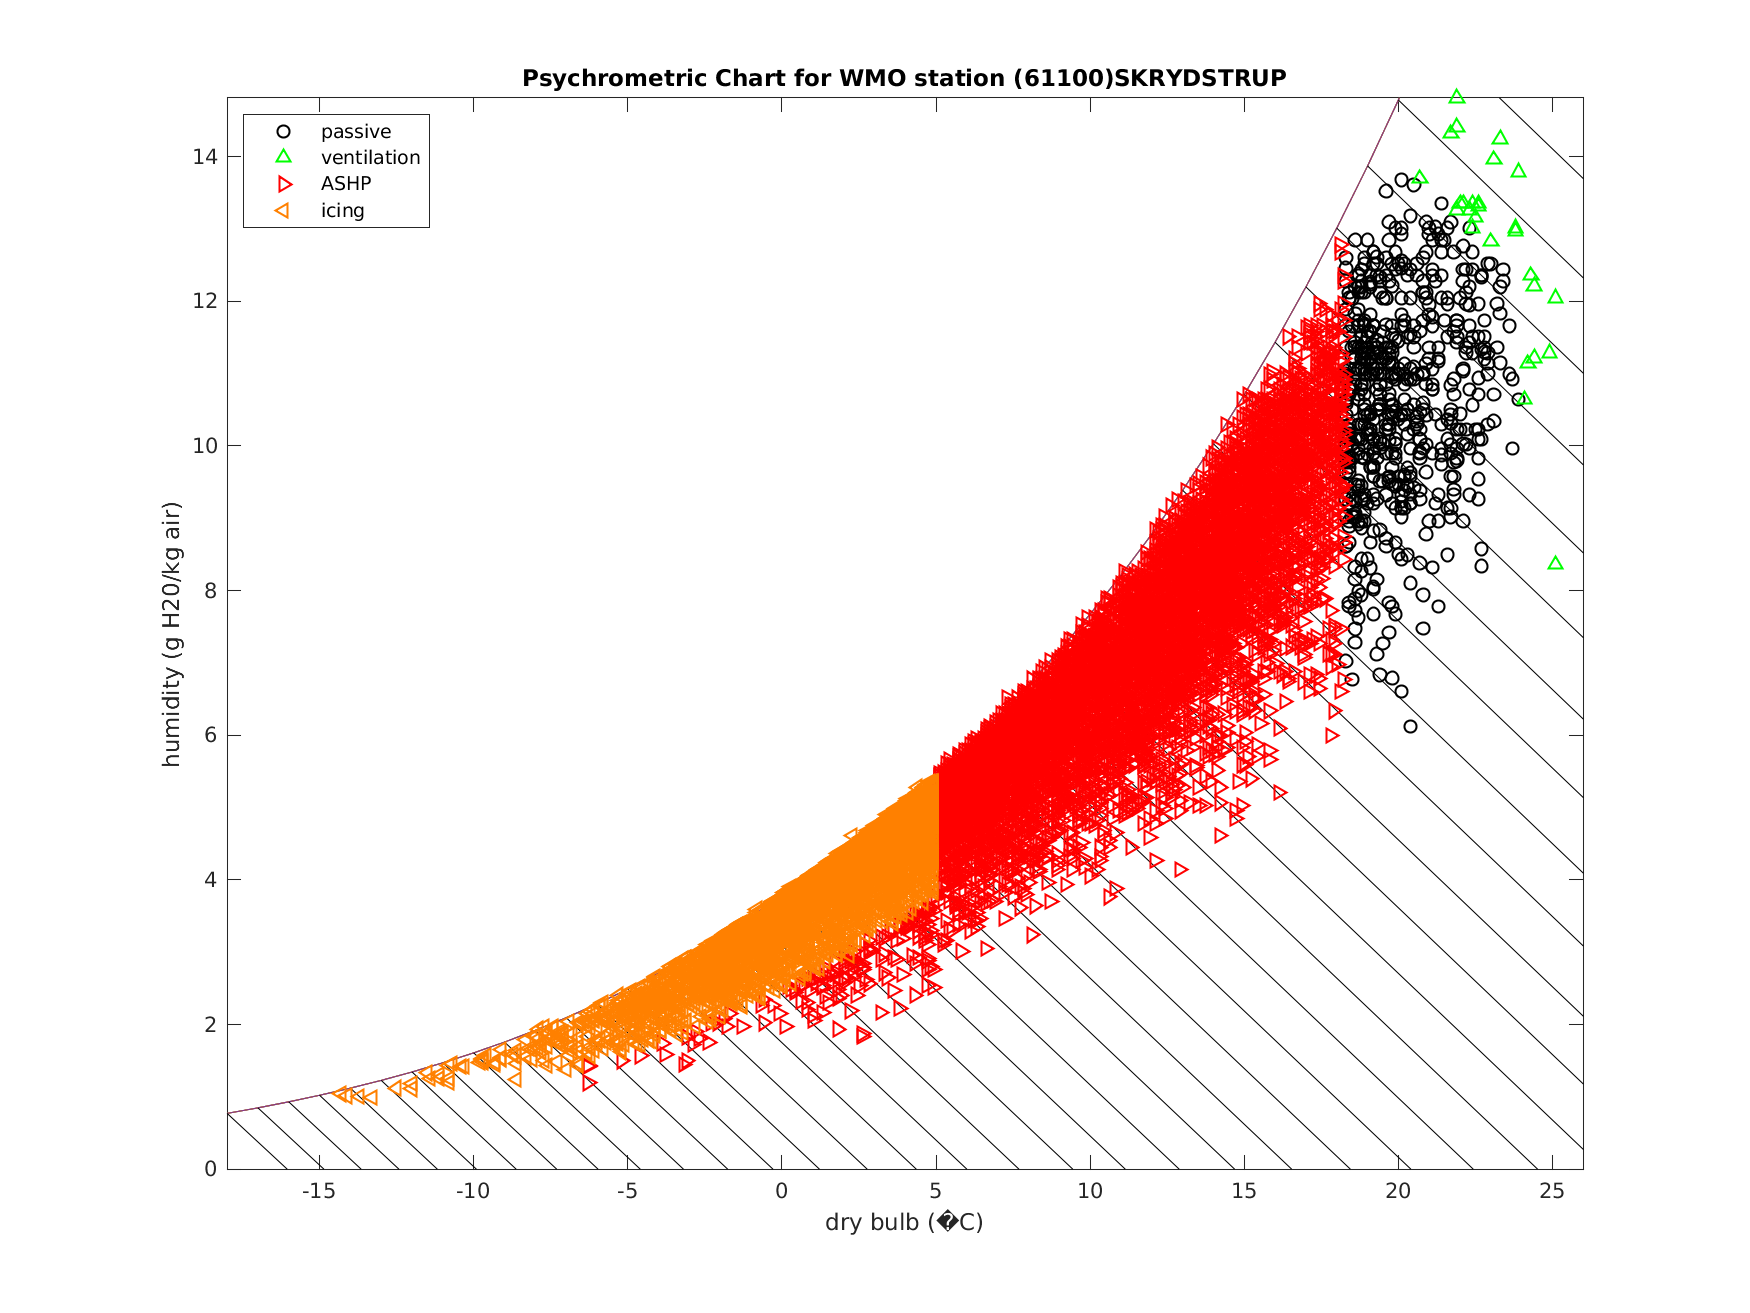 Psychrometric Chart for WMO station (61100)SKRYDSTRUP
passive
ventilation
ASHP
icing
humidity (g H20/kg air)
14
12
10
8
6
4
2
0
-15 -10 -5 0 5 10 15 20 25
dry bulb (�C)